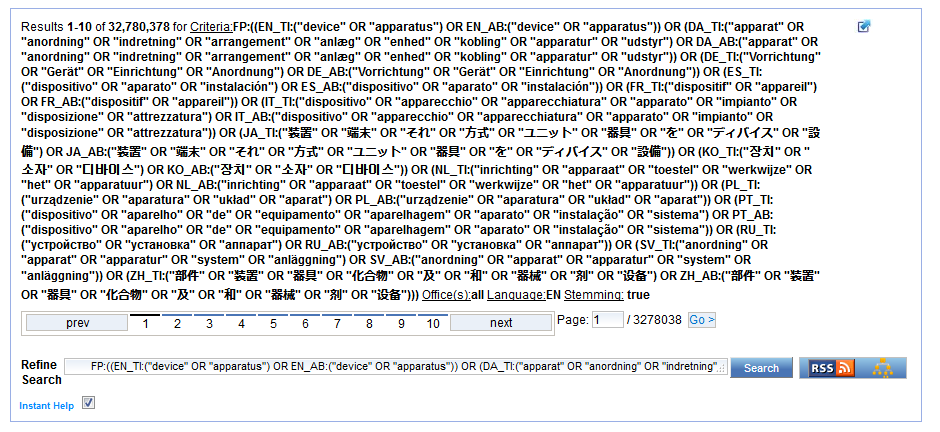 Results 1-10 of 32,780,378 for Criteria:FP:((EN_TI:("device" OR "apparatus") OR EN_AB:("device" OR "apparatus")) OR (DA_TI:("apparat" OR
"anordning" OR "indretning" OR "arrangement" OR "anlæg" OR "enhed" OR "kobling" OR "apparatur" OR "udstyr") OR DA_AB:("apparat" OR
"anordning" OR "indretning" OR "arrangement" OR "anlæg" OR "enhed" OR "kobling" OR "apparatur" OR "udstyr")) OR (DE_TI:("Vorrichtung"
OR "Gerät" OR "Einrichtung" OR "Anordnung") OR DE_AB:("Vorrichtung" OR "Gerät" OR "Einrichtung" OR "Anordnung")) OR (ES_TI:
("dispositivo" OR "aparato" OR "instalación") OR ES_AB:("dispositivo" OR "aparato" OR "instalación")) OR (FR_TI:("dispositif" OR "appareil")
OR FR_AB:("dispositif" OR "appareil")) OR (IT_TI:("dispositivo" OR "apparecchio" OR "apparecchiatura" OR "apparato" OR "impianto" OR
"disposizione" OR "attrezzatura") OR IT_AB:("dispositivo" OR "apparecchio" OR "apparecchiatura" OR "apparato" OR "impianto" OR
"disposizione" OR "attrezzatura")) OR (JA_TI:("装置" OR "端末" OR "それ" OR "方式" OR "ユニット" OR "器具" OR "を" OR "ディバイス" OR "設
備") OR JA_AB:("装置" OR "端末" OR "それ" OR "方式" OR "ユニット" OR "器具" OR "を" OR "ディバイス" OR "設備")) OR (KO_TI:("장치" OR "
소자" OR "디바이스") OR KO_AB:("장치" OR "소자" OR "디바이스")) OR (NL_TI:("inrichting" OR "apparaat" OR "toestel" OR "werkwijze" OR
"het" OR "apparatuur") OR NL_AB:("inrichting" OR "apparaat" OR "toestel" OR "werkwijze" OR "het" OR "apparatuur")) OR (PL_TI:
("urządzenie" OR "aparatura" OR "układ" OR "aparat") OR PL_AB:("urządzenie" OR "aparatura" OR "układ" OR "aparat")) OR (PT_TI:
("dispositivo" OR "aparelho" OR "de" OR "equipamento" OR "aparelhagem" OR "aparato" OR "instalação" OR "sistema") OR PT_AB:
("dispositivo" OR "aparelho" OR "de" OR "equipamento" OR "aparelhagem" OR "aparato" OR "instalação" OR "sistema")) OR (RU_TI:
("устройство" OR "установка" OR "аппарат") OR RU_AB:("устройство" OR "установка" OR "аппарат")) OR (SV_TI:("anordning" OR
"apparat" OR "apparatur" OR "system" OR "anläggning") OR SV_AB:("anordning" OR "apparat" OR "apparatur" OR "system" OR
"anläggning")) OR (ZH_TI:("部件" OR "装置" OR "器具" OR "化合物" OR "及" OR "和" OR "器械" OR "剂" OR "设备") OR ZH_AB:("部件" OR "装置"
OR "器具" OR "化合物" OR "及" OR "和" OR "器械" OR "剂" OR "设备"))) Office(s):all Language:EN Stemming: true
prev 1 2 3 4 5 6 7 8 9 10 next Page: 1 / 3278038 Go >
Refine Search FP:((EN_TI:("device" OR "apparatus") OR EN_AB:("device" OR "apparatus")) OR (DA_TI:("apparat" OR "anordning" OR "indretning" Search RSS
Instant Help